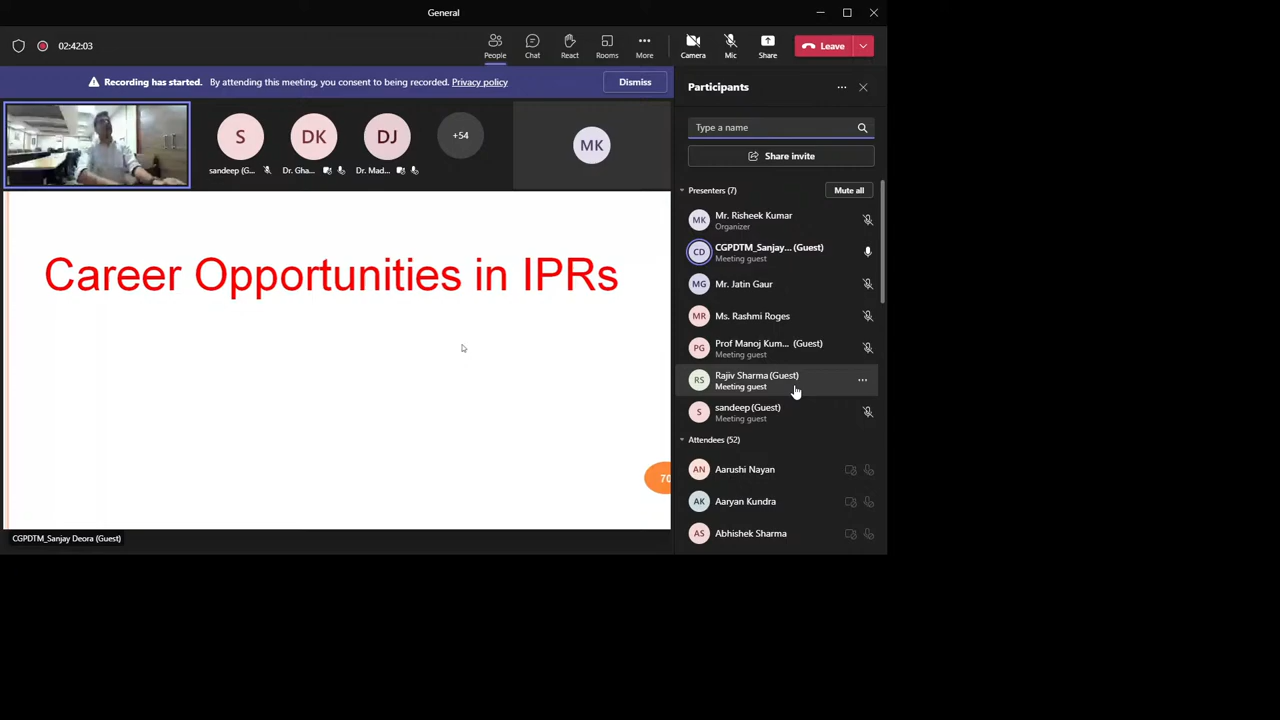 General
02:42:03
People
Chat
React
Rooms
More
Camera
Mic
Share
Leave
Recording has started. By attending this meeting, you consent to being recorded. Privacy policy
Dismiss
S
sandeep (G...
DK
Dr. Gha...
DJ
Dr. Mad...
+54
MK
Career Opportunities in IPRs
70
CGPDTM_Sanjay Deora (Guest)
Participants
Type a name
Share invite
Presenters (7)
Mute all
MK
Mr. Risheek Kumar
Organizer
CD
CGPDTM_Sanjay... (Guest)
Meeting guest
MG
Mr. Jatin Gaur
MR
Ms. Rashmi Roges
PG
Prof Manoj Kum... (Guest)
Meeting guest
RS
Rajiv Sharma (Guest)
Meeting guest
S
sandeep (Guest)
Meeting guest
Attendees (52)
AN
Aarushi Nayan
AK
Aaryan Kundra
AS
Abhishek Sharma